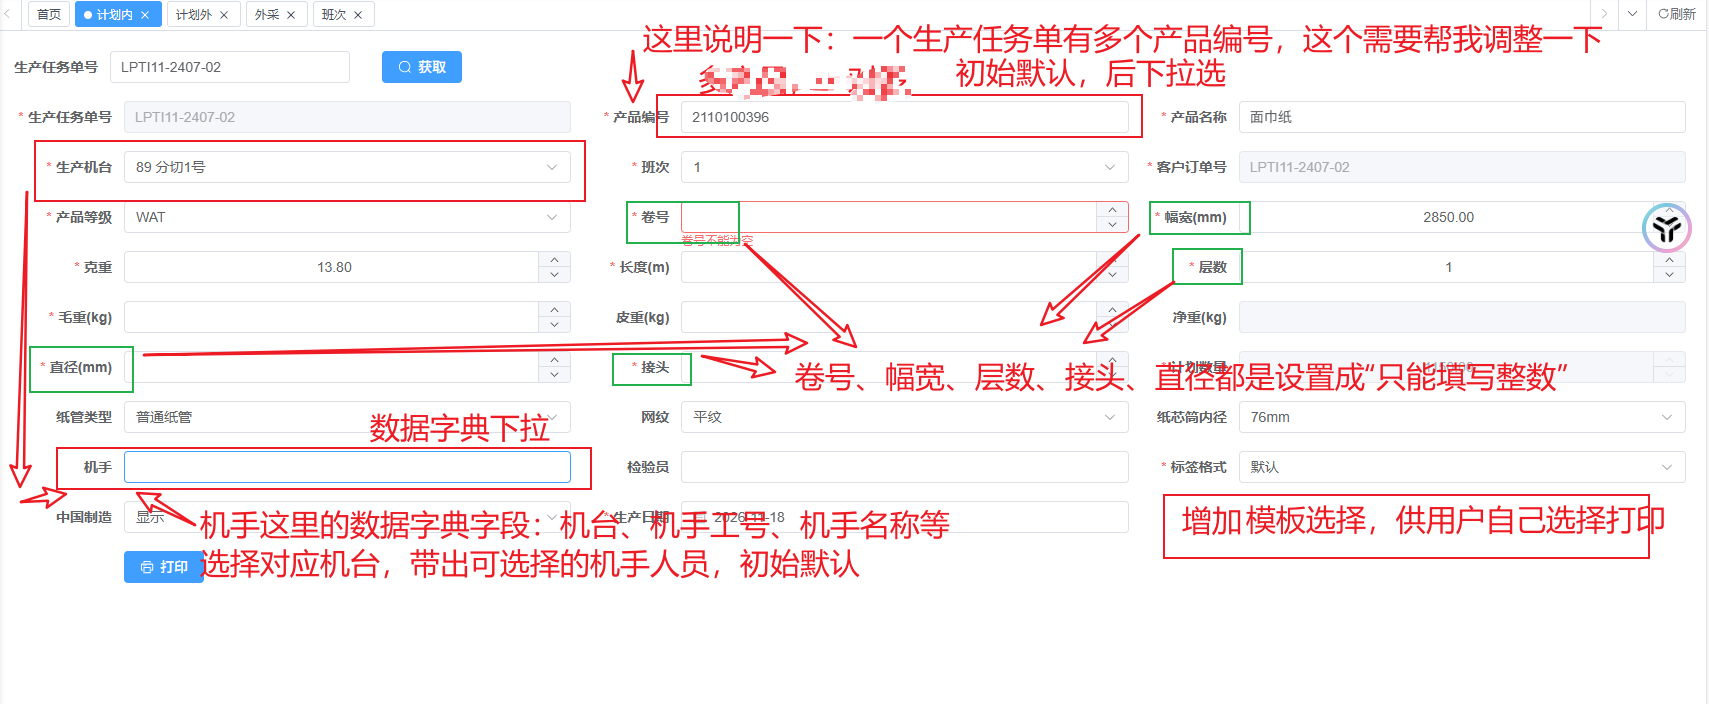 首页 计划内 计划外 外采 班次 刷新
这里说明一下：一个生产任务单有多个产品编号，这个需要帮我调整一下
生产任务单号 LPTI11-2407-02 获取
初始默认，后下拉选
* 生产任务单号 LPTI11-2407-02 * 产品编号 2110100396 * 产品名称 面巾纸
* 生产机台 89 分切1号 * 班次 1 * 客户订单号 LPTI11-2407-02
* 产品等级 WAT * 卷号 * 幅宽(mm) 2850.00
卷号不能为空
* 克重 13.80 * 长度(m) * 层数 1
* 毛重(kg) 皮重(kg) 净重(kg)
* 直径(mm) * 接头 * 计划数量
卷号、幅宽、层数、接头、直径都是设置成“只能填写整数”
纸管类型 普通纸管 网纹 平纹 纸芯筒内径 76mm
数据字典下拉
机手 检验员 * 标签格式 默认
中国制造 显示 * 生产日期
机手这里的数据字典字段：机台、机手工号、机手名称等
增加模板选择，供用户自己选择打印
打印
选择对应机台，带出可选择的机手人员，初始默认